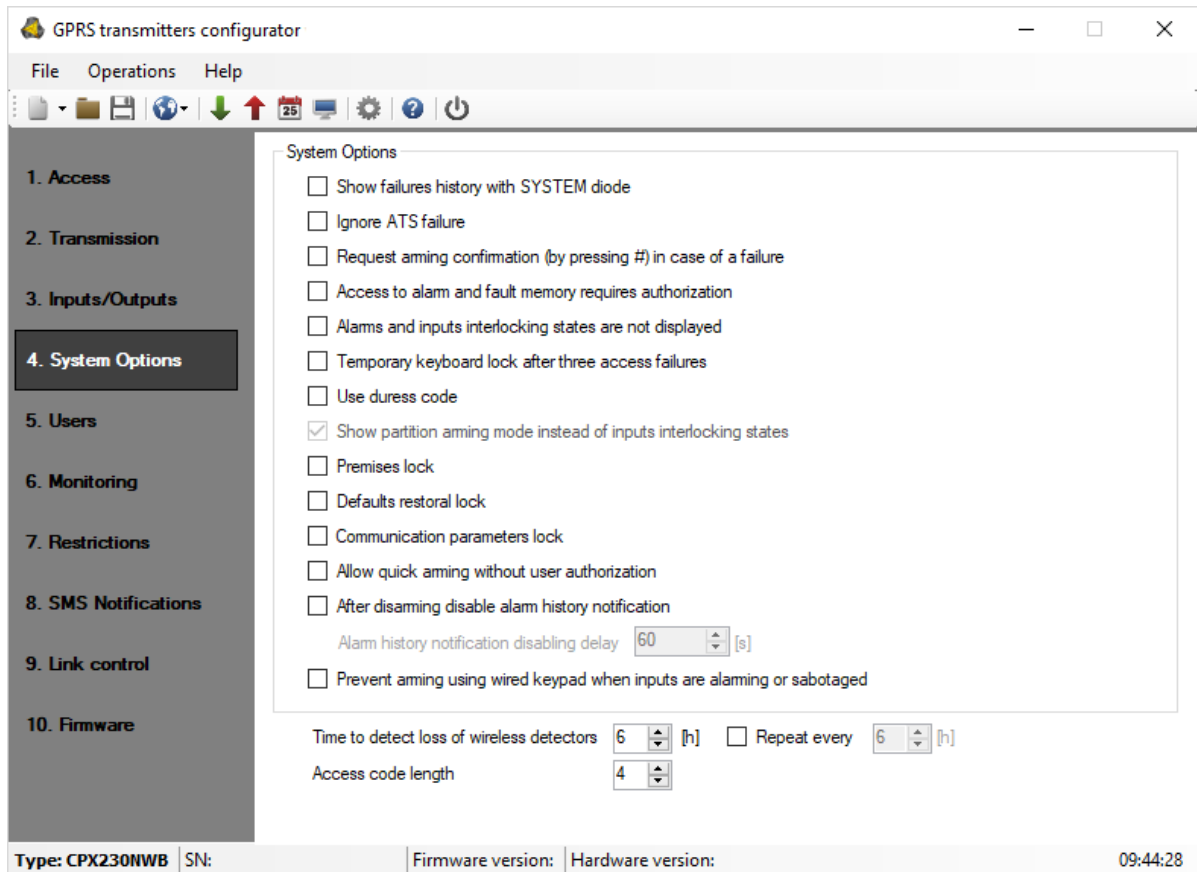 GPRS transmitters configurator
File Operations Help
25
1. Access
2. Transmission
3. Inputs/Outputs
4. System Options
5. Users
6. Monitoring
7. Restrictions
8. SMS Notifications
9. Link control
10. Firmware
System Options
Show failures history with SYSTEM diode
Ignore ATS failure
Request arming confirmation (by pressing #) in case of a failure
Access to alarm and fault memory requires authorization
Alarms and inputs interlocking states are not displayed
Temporary keyboard lock after three access failures
Use duress code
Show partition arming mode instead of inputs interlocking states
Premises lock
Defaults restoral lock
Communication parameters lock
Allow quick arming without user authorization
After disarming disable alarm history notification
Alarm history notification disabling delay 60 [s]
Prevent arming using wired keypad when inputs are alarming or sabotaged
Time to detect loss of wireless detectors 6 [h] Repeat every 6 [h]
Access code length 4
Type: CPX230NWB SN: Firmware version: Hardware version: 09:44:28